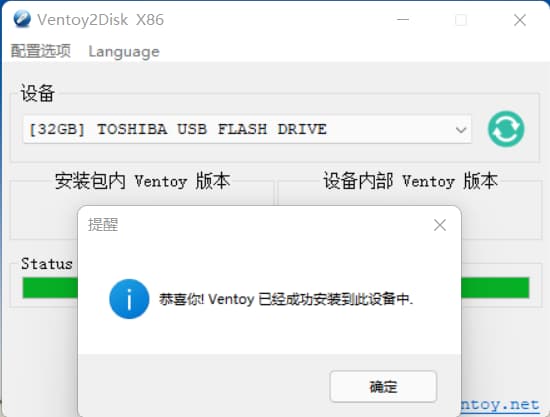 Ventoy2Disk X86
配置选项 Language
设备
[32GB] TOSHIBA USB FLASH DRIVE
安装包内 Ventoy 版本 设备内部 Ventoy 版本
提醒
Status
恭喜你! Ventoy 已经成功安装到此设备中.
确定
ntoy.net